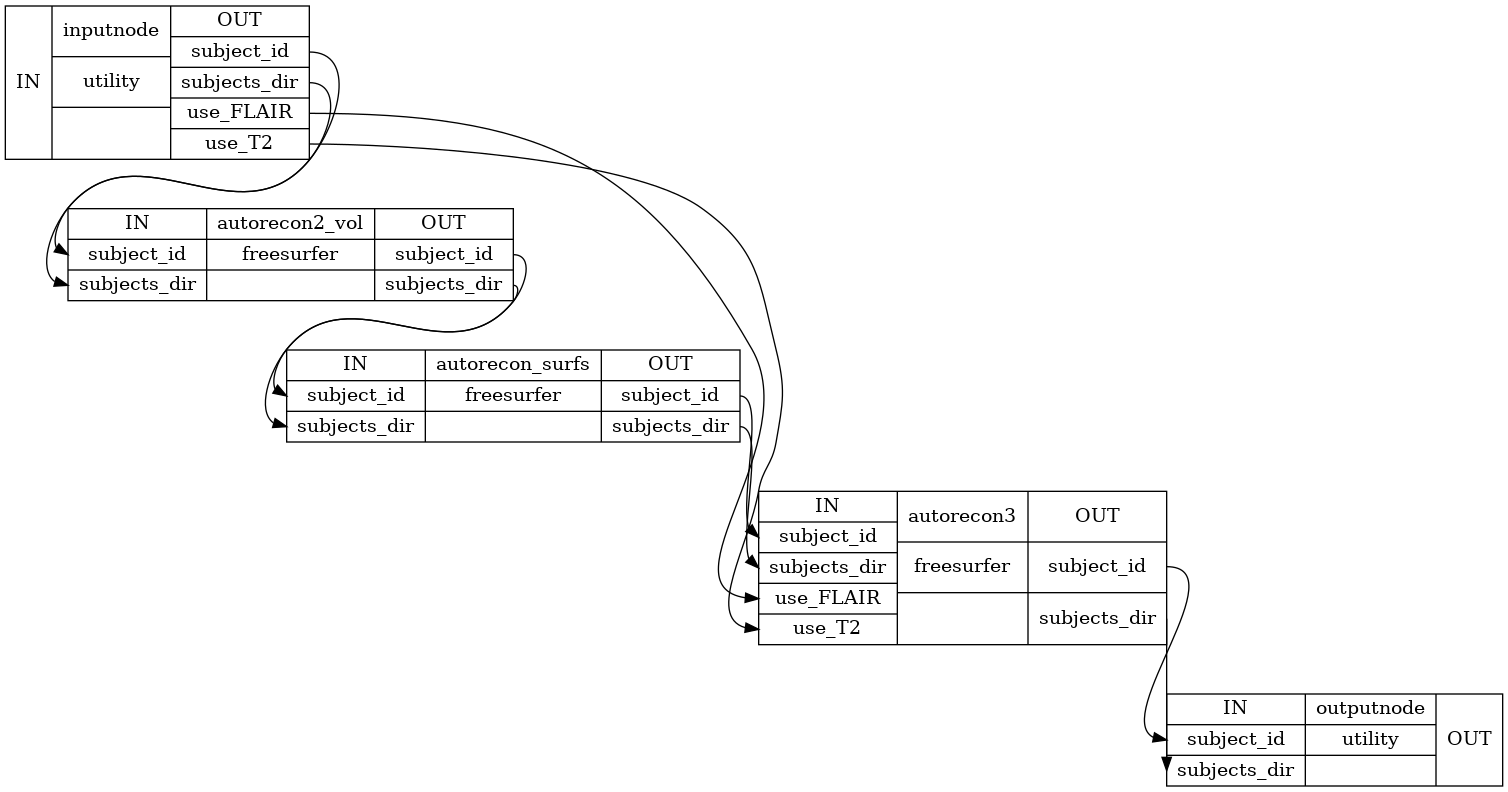 IN
inputnode
utility
OUT
subject_id
subjects_dir
use_FLAIR
use_T2
IN
subject_id
subjects_dir
autorecon2_vol
freesurfer
OUT
subject_id
subjects_dir
IN
subject_id
subjects_dir
autorecon_surfs
freesurfer
OUT
subject_id
subjects_dir
IN
subject_id
subjects_dir
use_FLAIR
use_T2
autorecon3
freesurfer
OUT
subject_id
subjects_dir
IN
subject_id
subjects_dir
outputnode
utility
OUT